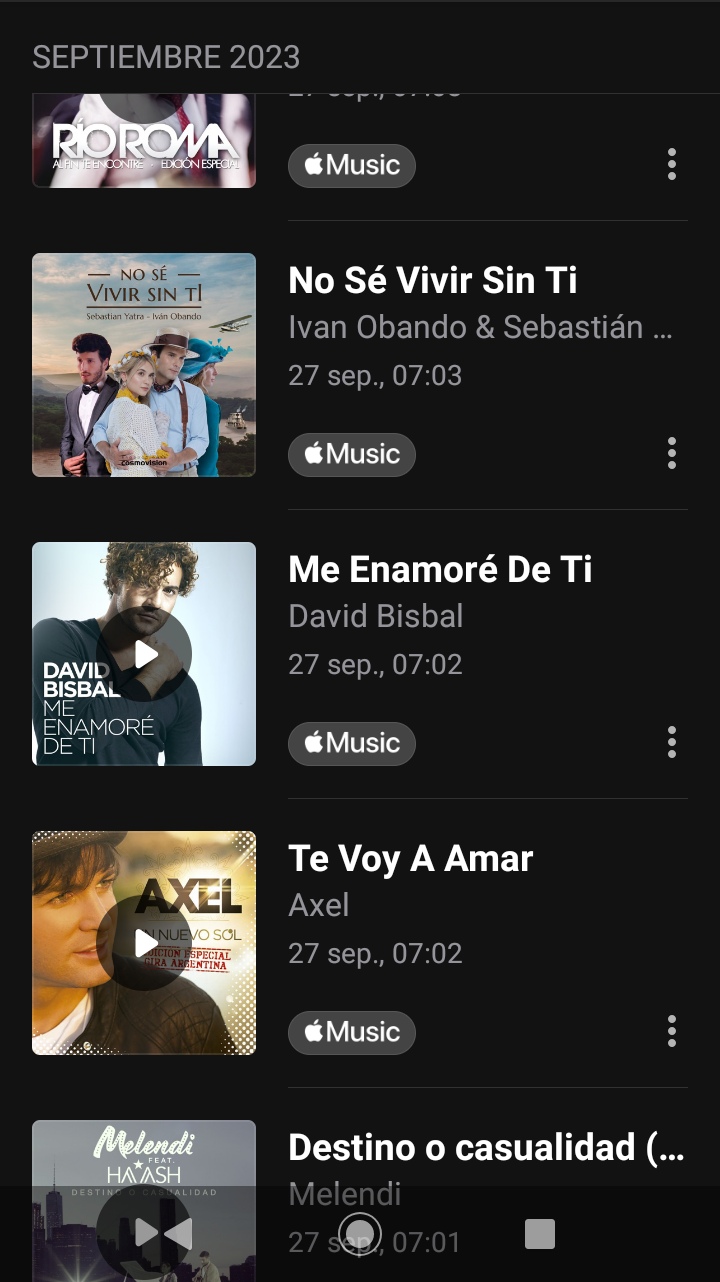 SEPTIEMBRE 2023
RÍO ROMA
AL FIN TE ENCONTRÉ - EDICIÓN ESPECIAL
Music
NO SÉ
VIVIR SIN TI
Sebastian Yatra - Iván Obando
cosmovision
No Sé Vivir Sin Ti
Ivan Obando & Sebastián ...
27 sep., 07:03
Music
DAVID
BISBAL
ME
ENAMORÉ
DE TI
Me Enamoré De Ti
David Bisbal
27 sep., 07:02
Music
AXEL
UN NUEVO SOL
EDICION ESPECIAL
GIRA ARGENTINA
Te Voy A Amar
Axel
27 sep., 07:02
Music
Melendi
FEAT.
HA*ASH
DESTINO O CASUALIDAD
Destino o casualidad (...
Melendi
27 sep., 07:01